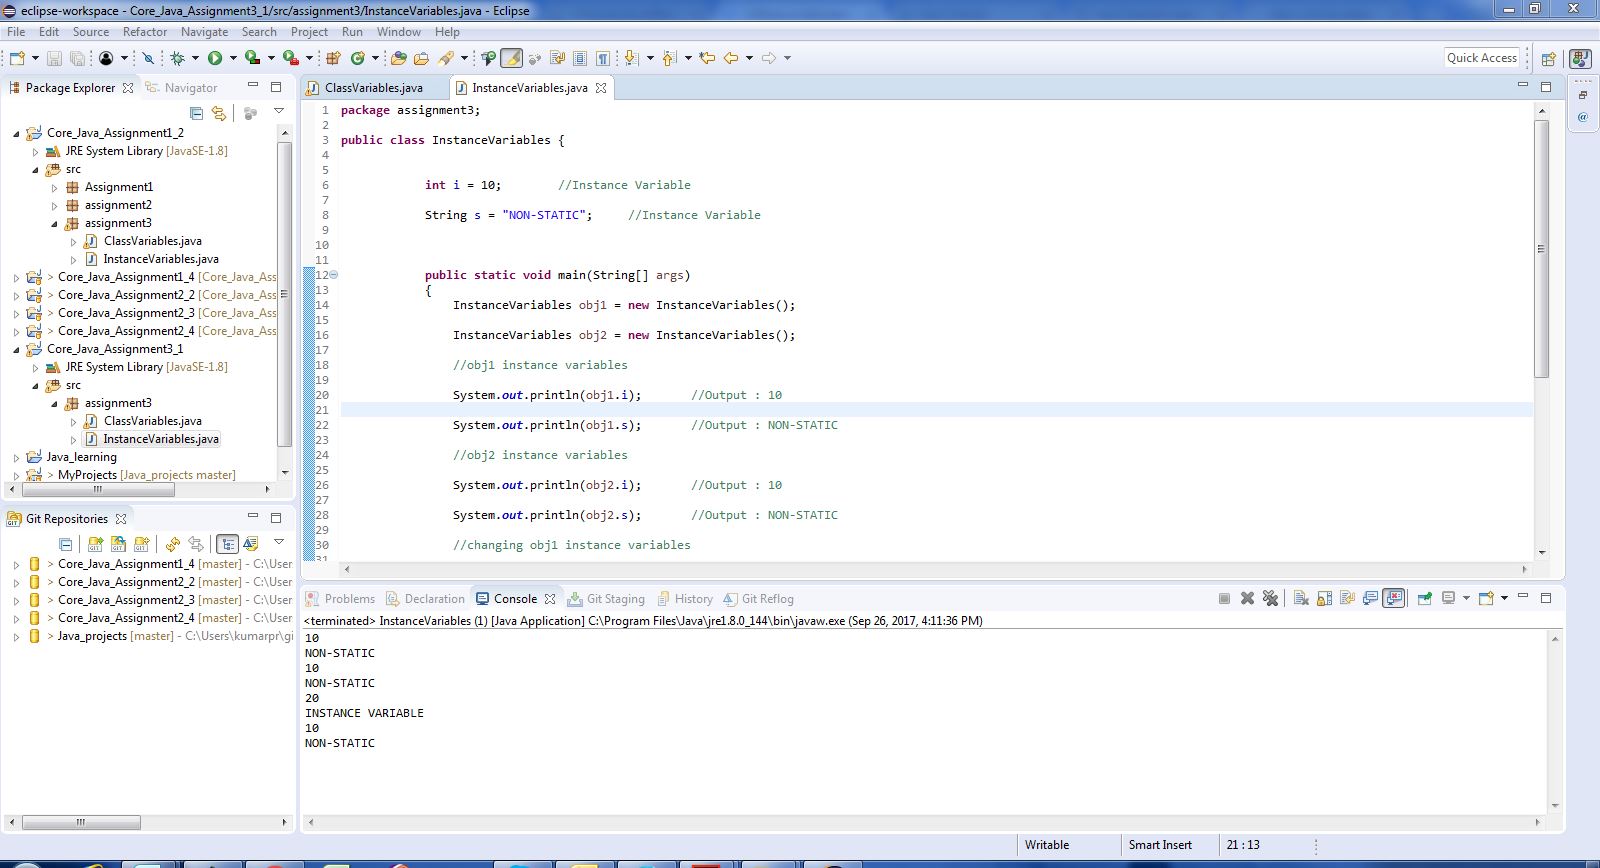 eclipse-workspace - Core_Java_Assignment3_1/src/assignment3/InstanceVariables.java - Eclipse
File Edit Source Refactor Navigate Search Project Run Window Help
Quick Access
Package Explorer Navigator
Core_Java_Assignment1_2
JRE System Library [JavaSE-1.8]
src
Assignment1
assignment2
assignment3
ClassVariables.java
InstanceVariables.java
> Core_Java_Assignment1_4 [Core_Java_Ass
> Core_Java_Assignment2_2 [Core_Java_Ass
> Core_Java_Assignment2_3 [Core_Java_Ass
> Core_Java_Assignment2_4 [Core_Java_Ass
Core_Java_Assignment3_1
JRE System Library [JavaSE-1.8]
src
assignment3
ClassVariables.java
InstanceVariables.java
Java_learning
> MyProjects [Java_projects master]
Git Repositories
> Core_Java_Assignment1_4 [master] - C:\User
> Core_Java_Assignment2_2 [master] - C:\User
> Core_Java_Assignment2_3 [master] - C:\User
> Core_Java_Assignment2_4 [master] - C:\User
> Java_projects [master] - C:\Users\kumarpr\gi
ClassVariables.java InstanceVariables.java
1 package assignment3;
2
3 public class InstanceVariables {
4
5
6 int i = 10; //Instance Variable
7
8 String s = "NON-STATIC"; //Instance Variable
9
10
11
12 public static void main(String[] args)
13 {
14 InstanceVariables obj1 = new InstanceVariables();
15
16 InstanceVariables obj2 = new InstanceVariables();
17
18 //obj1 instance variables
19
20 System.out.println(obj1.i); //Output : 10
21
22 System.out.println(obj1.s); //Output : NON-STATIC
23
24 //obj2 instance variables
25
26 System.out.println(obj2.i); //Output : 10
27
28 System.out.println(obj2.s); //Output : NON-STATIC
29
30 //changing obj1 instance variables
31
Problems Declaration Console Git Staging History Git Reflog
<terminated> InstanceVariables (1) [Java Application] C:\Program Files\Java\jre1.8.0_144\bin\javaw.exe (Sep 26, 2017, 4:11:36 PM)
10
NON-STATIC
10
NON-STATIC
20
INSTANCE VARIABLE
10
NON-STATIC
Writable Smart Insert 21 : 13